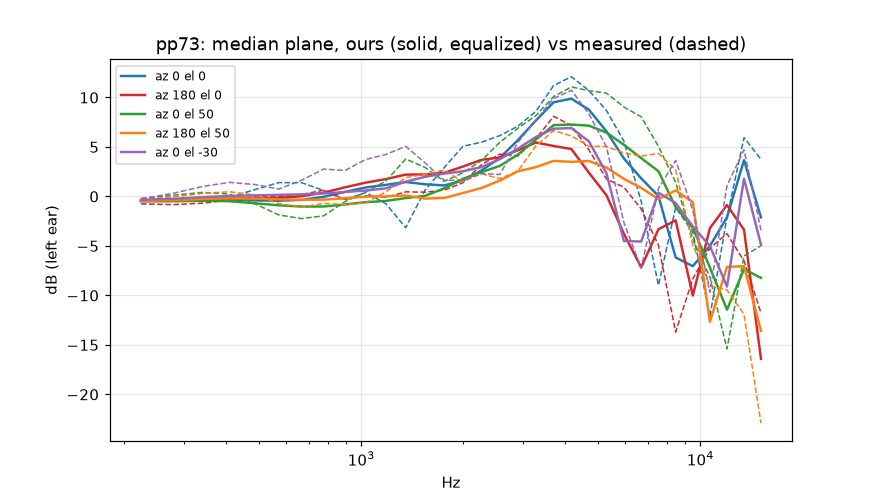 pp73: median plane, ours (solid, equalized) vs measured (dashed)
az 0 el 0
az 180 el 0
az 0 el 50
az 180 el 50
az 0 el -30
10
5
0
−5
−10
−15
−20
dB (left ear)
10³
10⁴
Hz